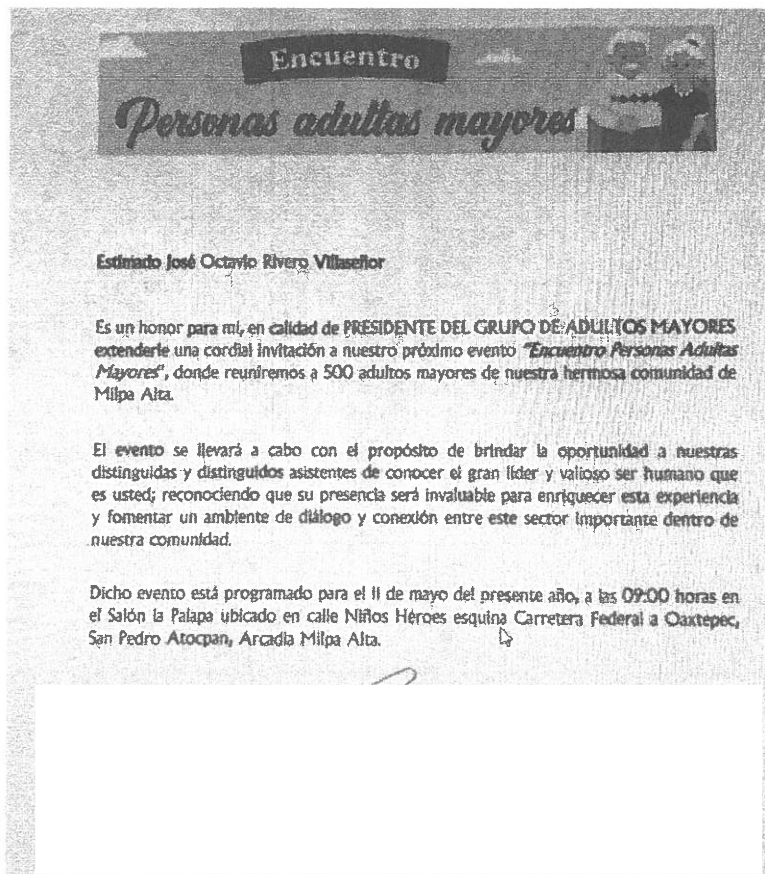 Encuentro
Personas adultas mayores
Estimado José Octavio Rivero Villaseñor
Es un honor para mí, en calidad de PRESIDENTE DEL GRUPO DE ADULTOS MAYORES
extenderle una cordial invitación a nuestro próximo evento "Encuentro Personas Adultas
Mayores", donde reuniremos a 500 adultos mayores de nuestra hermosa comunidad de
Milpa Alta.
El evento se llevará a cabo con el propósito de brindar la oportunidad a nuestras
distinguidas y distinguidos asistentes de conocer el gran líder y valioso ser humano que
es usted; reconociendo que su presencia será invaluable para enriquecer esta experiencia
y fomentar un ambiente de diálogo y conexión entre este sector importante dentro de
nuestra comunidad.
Dicho evento está programado para el 11 de mayo del presente año, a las 09:00 horas en
el Salón la Palapa ubicado en calle Niños Héroes esquina Carretera Federal a Oaxtepec,
San Pedro Atocpan, Arcadia Milpa Alta.